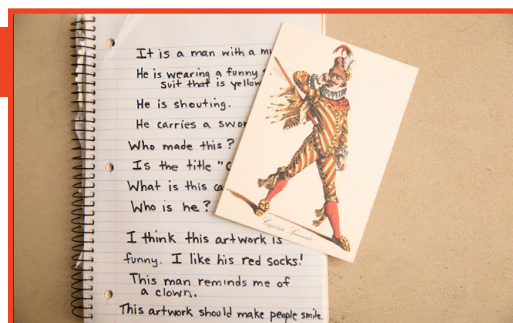 It is a man with a
He is wearing a funny
suit that is yellow
He is shouting.
He carries a
Who made this?
Is the title
What is this
Who is he?
I think this artwork is
funny. I like his red socks!
This man reminds me of
a clown.
This artwork should make people smile.